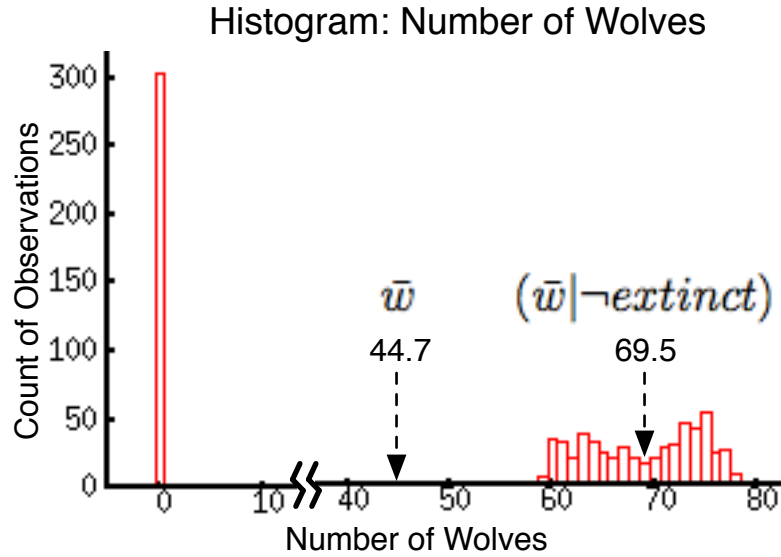 Histogram: Number of Wolves
Count of Observations
300
250
200
150
100
50
0
w̄
(w̄|¬extinct)
44.7
69.5
0 10 40 50 60 70 80
Number of Wolves